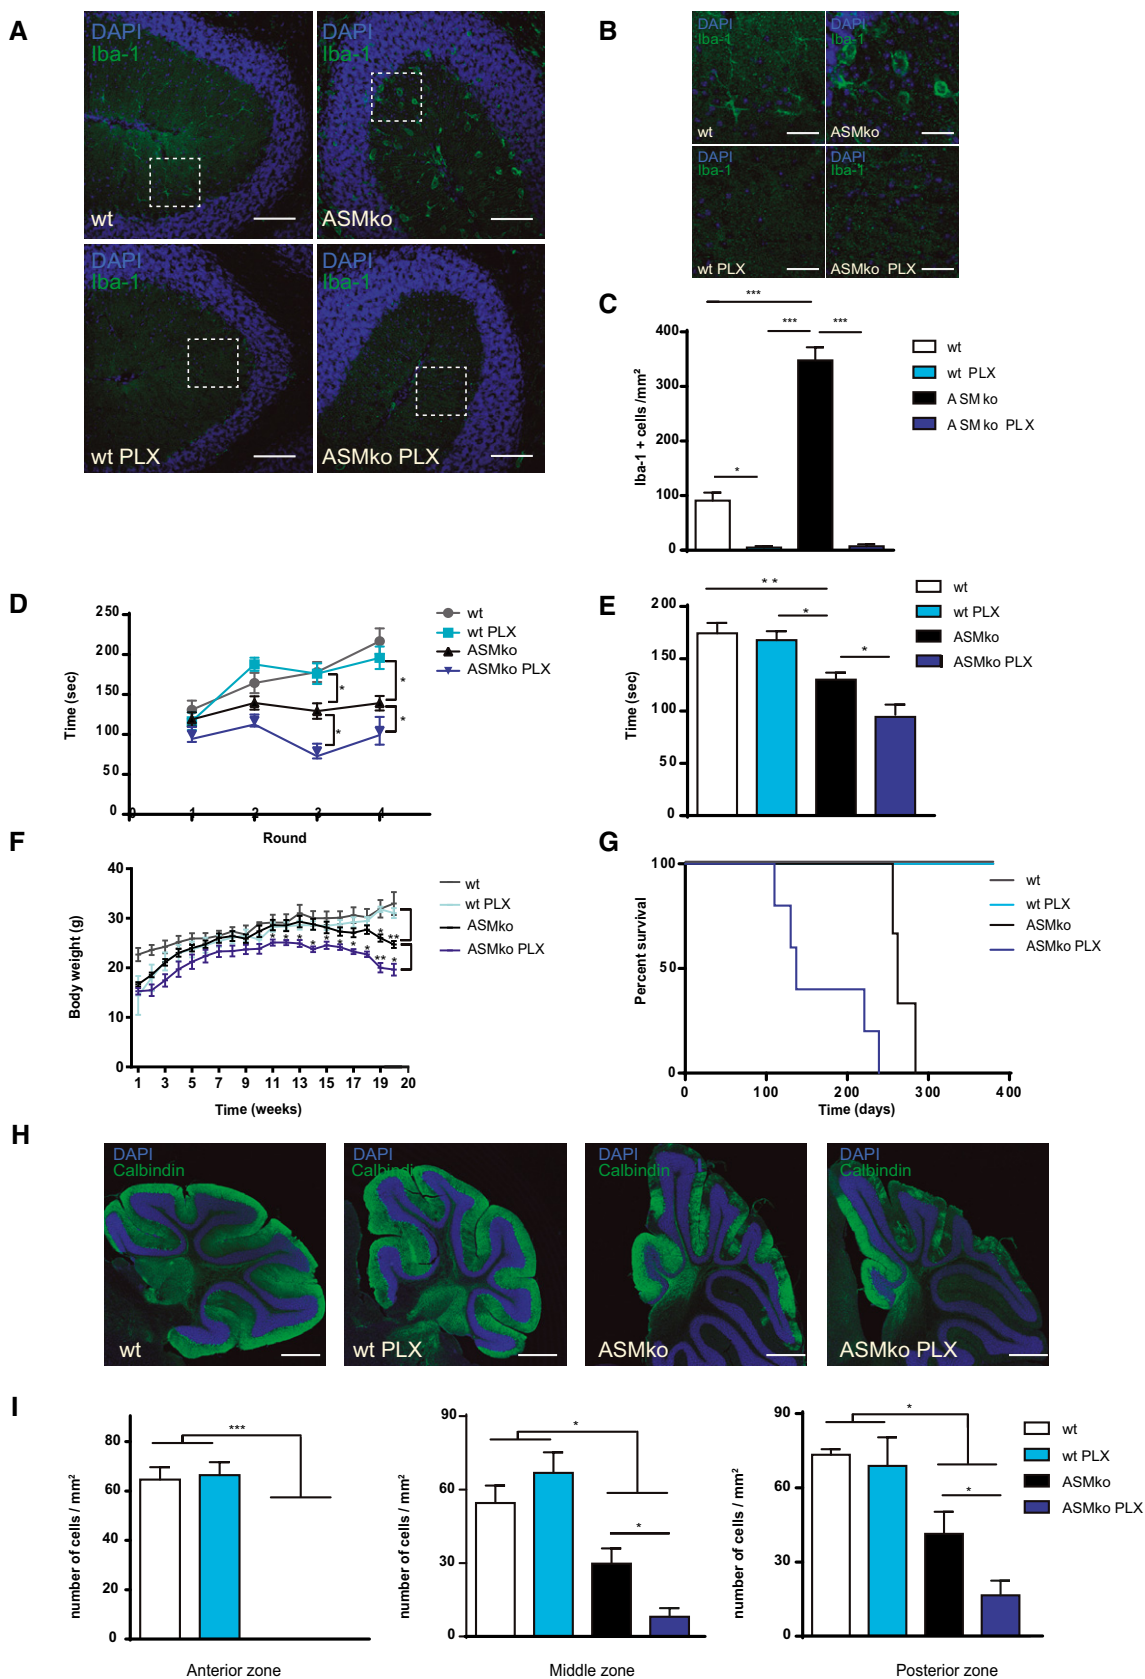 A
DAPI
Iba-1
wt
DAPI
Iba-1
ASMko
DAPI
Iba-1
wt PLX
DAPI
Iba-1
ASMko PLX
B
DAPI
Iba-1
wt
DAPI
Iba-1
ASMko
DAPI
Iba-1
wt PLX
DAPI
Iba-1
ASMko PLX
C
Iba-1 + cells /mm²
400
300
200
100
0
***
***
***
*
wt
wt PLX
ASMko
ASMko PLX
D
Time (sec)
250
200
150
100
50
0
0
1
2
3
4
Round
*
*
*
*
wt
wt PLX
ASMko
ASMko PLX
E
Time (sec)
200
150
100
50
0
* *
*
*
wt
wt PLX
ASMko
ASMko PLX
F
Body weight (g)
40
30
20
10
0
1 3 5 7 9 11 13 15 17 19 20
Time (weeks)
* **
* * * * * * * * ** *
wt
wt PLX
ASMko
ASMko PLX
G
Percent survival
100
50
0
0 100 200 300 400
Time (days)
wt
wt PLX
ASMko
ASMko PLX
H
DAPI
Calbindin
wt
DAPI
Calbindin
wt PLX
DAPI
Calbindin
ASMko
DAPI
Calbindin
ASMko PLX
I
number of cells / mm²
80
60
40
20
0
***
Anterior zone
number of cells / mm²
90
60
30
0
*
*
Middle zone
number of cells / mm²
90
60
30
0
*
*
Posterior zone
wt
wt PLX
ASMko
ASMko PLX